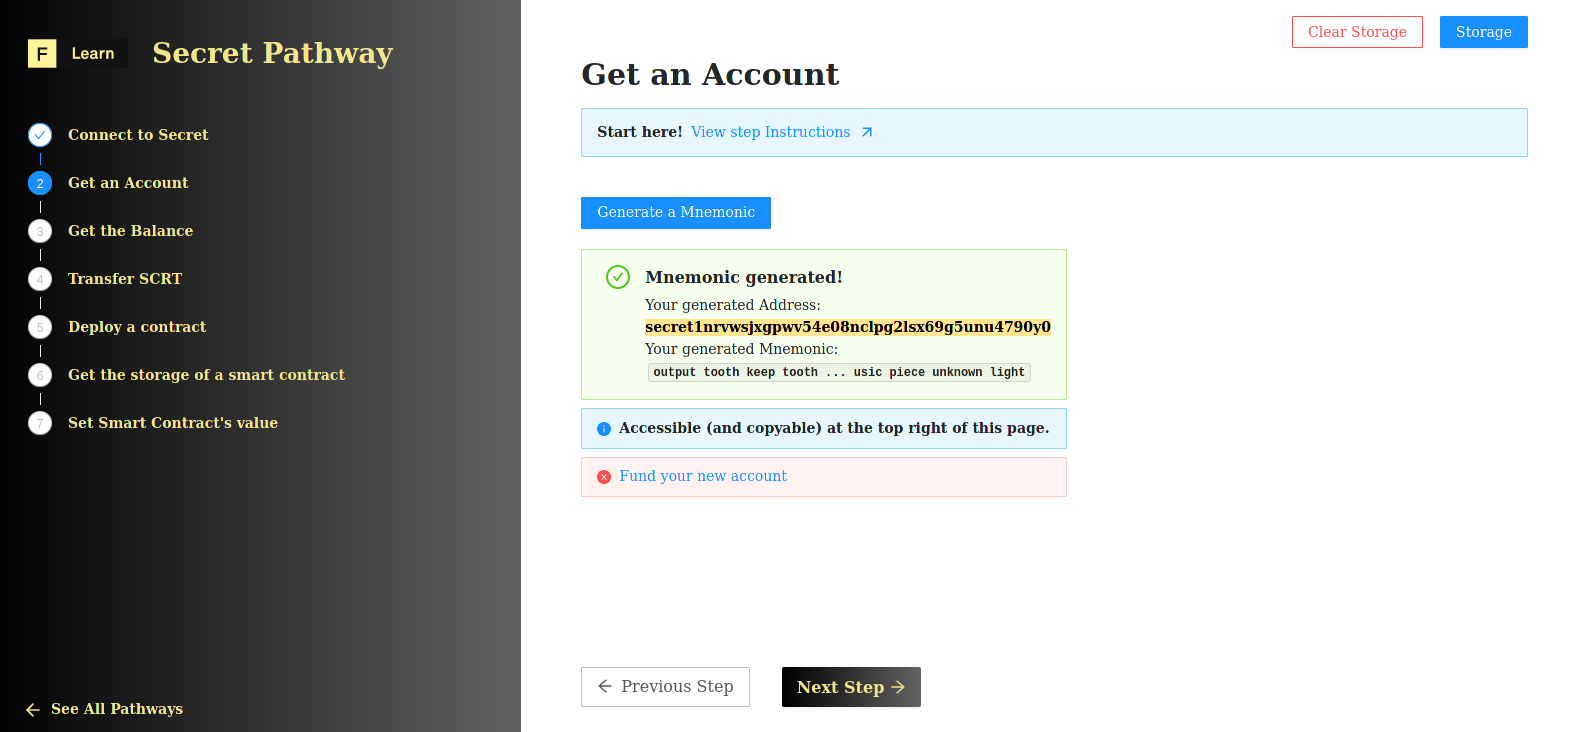 F Learn Secret Pathway
Connect to Secret
2 Get an Account
3 Get the Balance
4 Transfer SCRT
5 Deploy a contract
6 Get the storage of a smart contract
7 Set Smart Contract's value
See All Pathways
Clear Storage
Storage
Get an Account
Start here! View step Instructions
Generate a Mnemonic
Mnemonic generated!
Your generated Address:
secret1nrvwsjxgpwv54e08nclpg2lsx69g5unu4790y0
Your generated Mnemonic:
output tooth keep tooth ... usic piece unknown light
Accessible (and copyable) at the top right of this page.
Fund your new account
Previous Step
Next Step